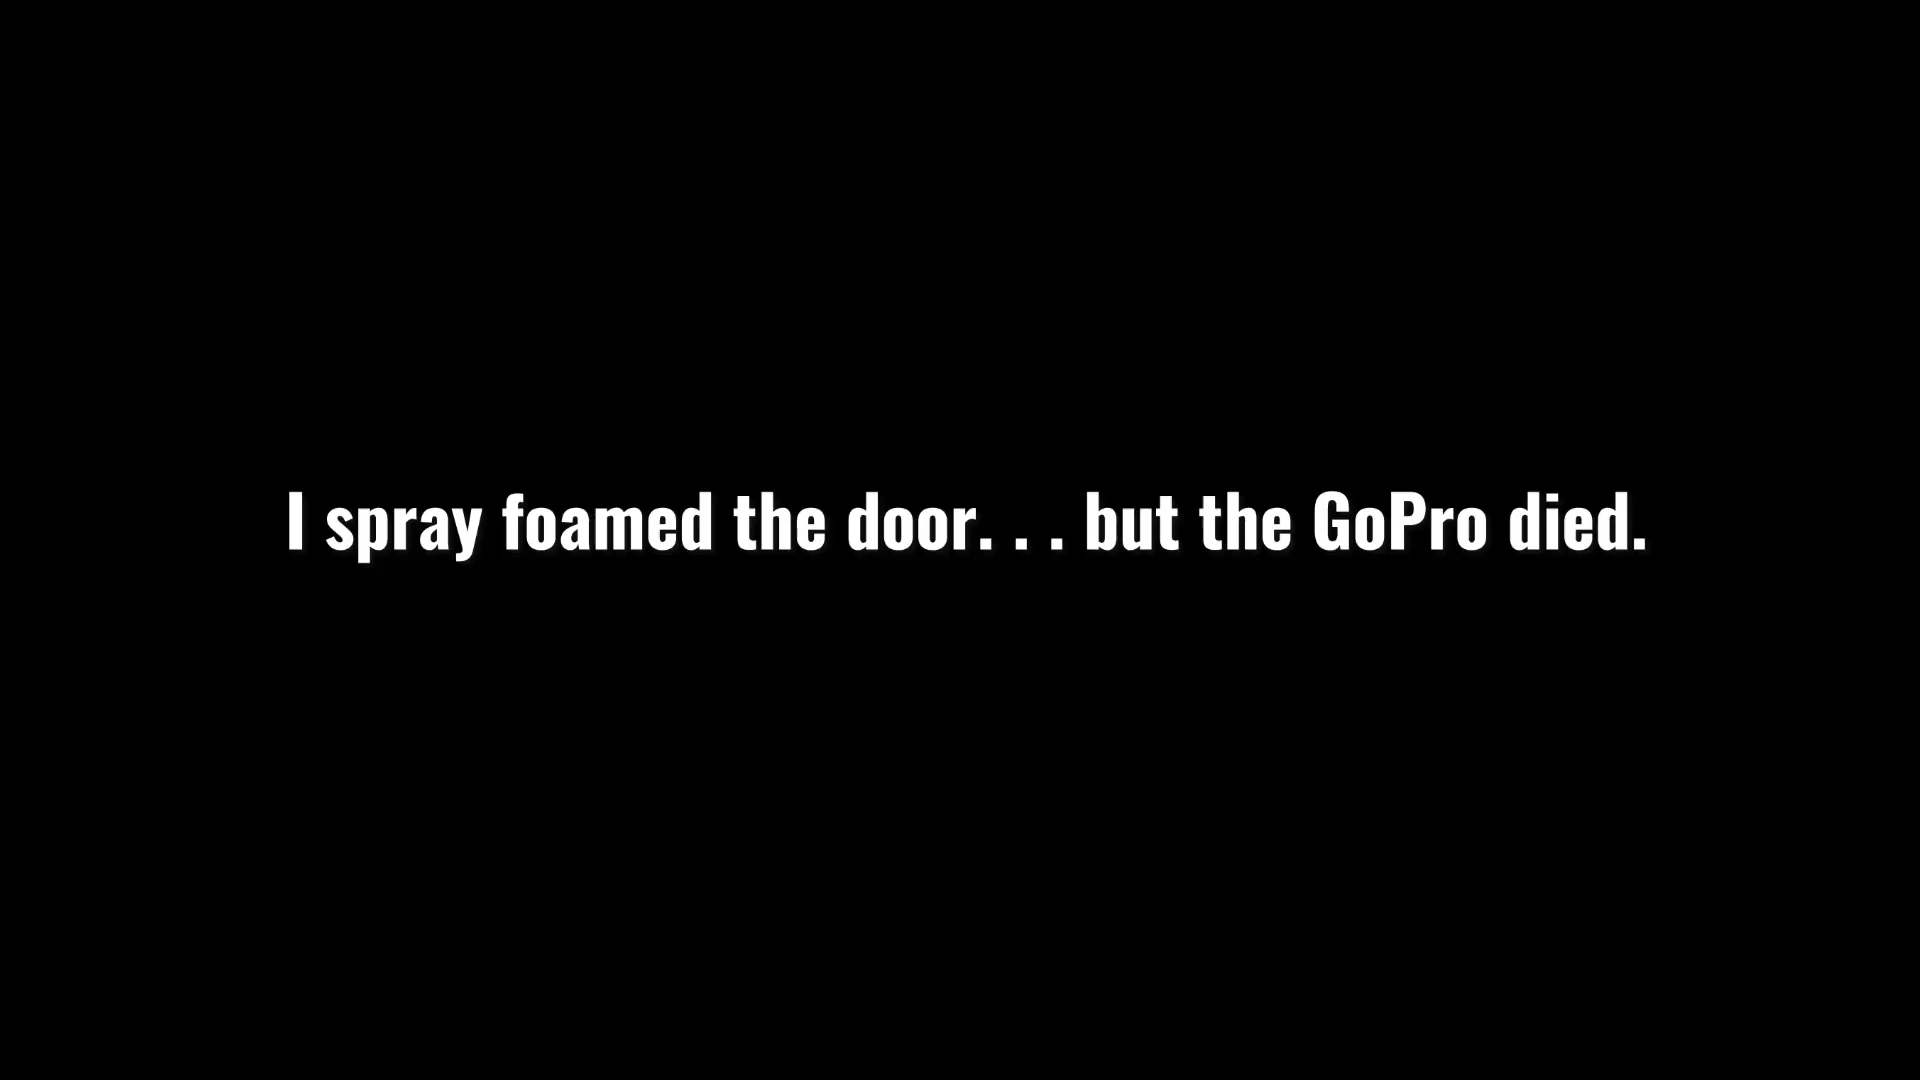 I spray foamed the door. . . but the GoPro died.